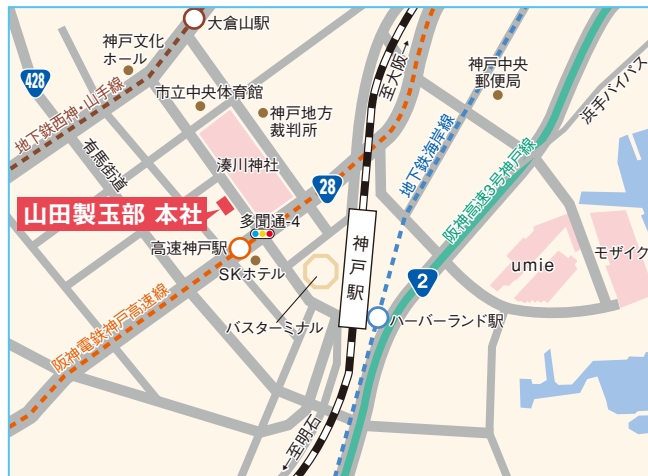 大倉山駅
神戸文化
ホール
428
地下鉄西神・山手線
市立中央体育館
神戸地方
裁判所
至大阪→
神戸中央
郵便局
浜手バイパス
有馬街道
湊川神社
28
地下鉄海岸線
阪神高速3号神戸線
山田製玉部 本社
多聞通-4
高速神戸駅
SKホテル
神戸駅
2
umie
モザイク
バスターミナル
ハーバーランド駅
阪神電鉄神戸高速線
←至明石